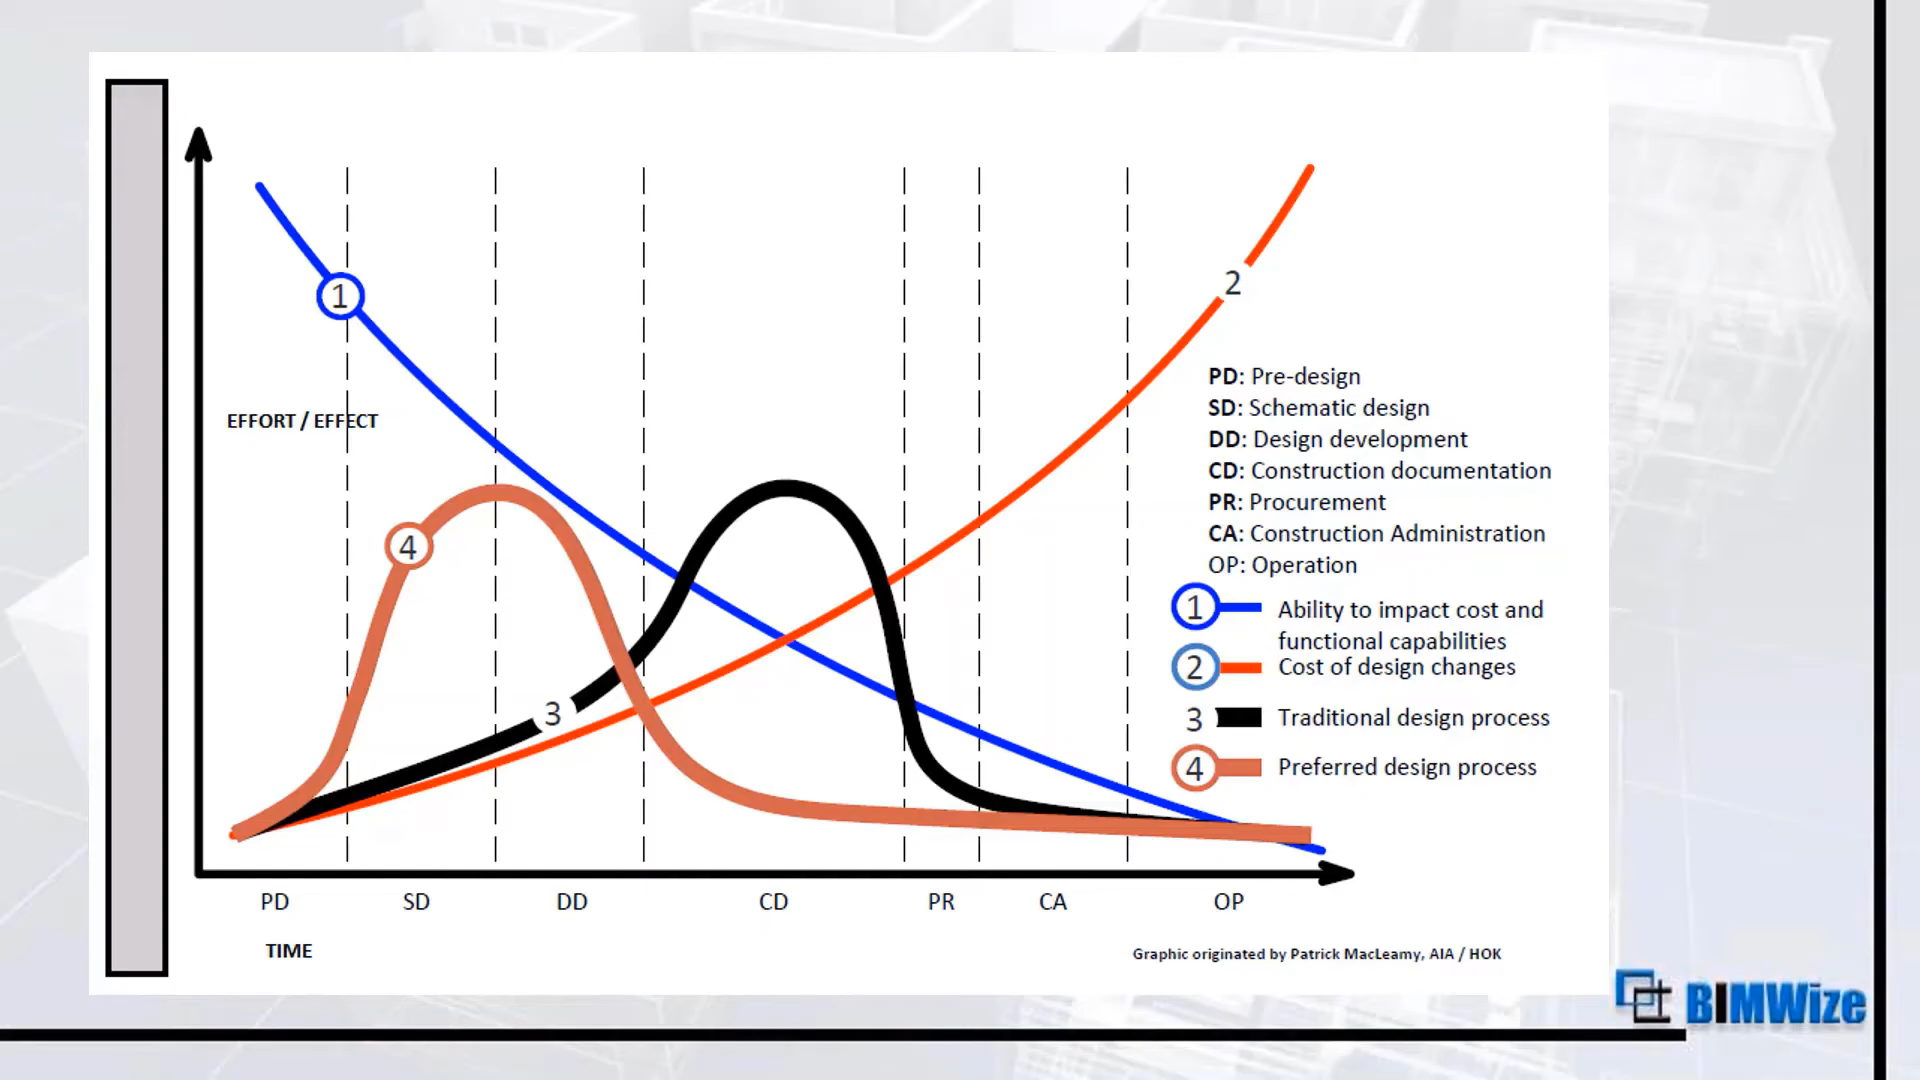 1
2
EFFORT / EFFECT
4
3
PD: Pre-design
SD: Schematic design
DD: Design development
CD: Construction documentation
PR: Procurement
CA: Construction Administration
OP: Operation
1 Ability to impact cost and
functional capabilities
2 Cost of design changes
3 Traditional design process
4 Preferred design process
PD SD DD CD PR CA OP
TIME
Graphic originated by Patrick MacLeamy, AIA / HOK
BIMWize